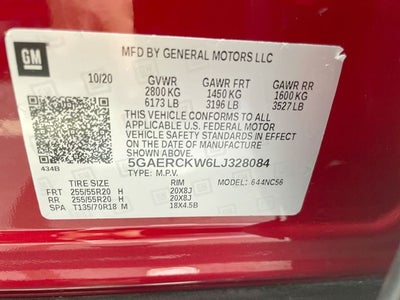 GM
MFD BY GENERAL MOTORS LLC
10/20 GVWR GAWR FRT GAWR RR
2800 KG 1450 KG 1600 KG
6173 LB 3196 LB 3527 LB
THIS VEHICLE CONFORMS TO ALL
APPLICABLE U.S. FEDERAL MOTOR
VEHICLE SAFETY STANDARDS IN EFFECT
ON THE DATE OF MANUFACTURE
SHOWN ABOVE.
5GAERCKW6LJ328084
434B TYPE: M.P.V. MODEL: 644NC56
TIRE SIZE RIM
FRT 255/55R20 H 20X8J
RR 255/55R20 H 20X8J
SPA T135/70R18 M 18X4.5B